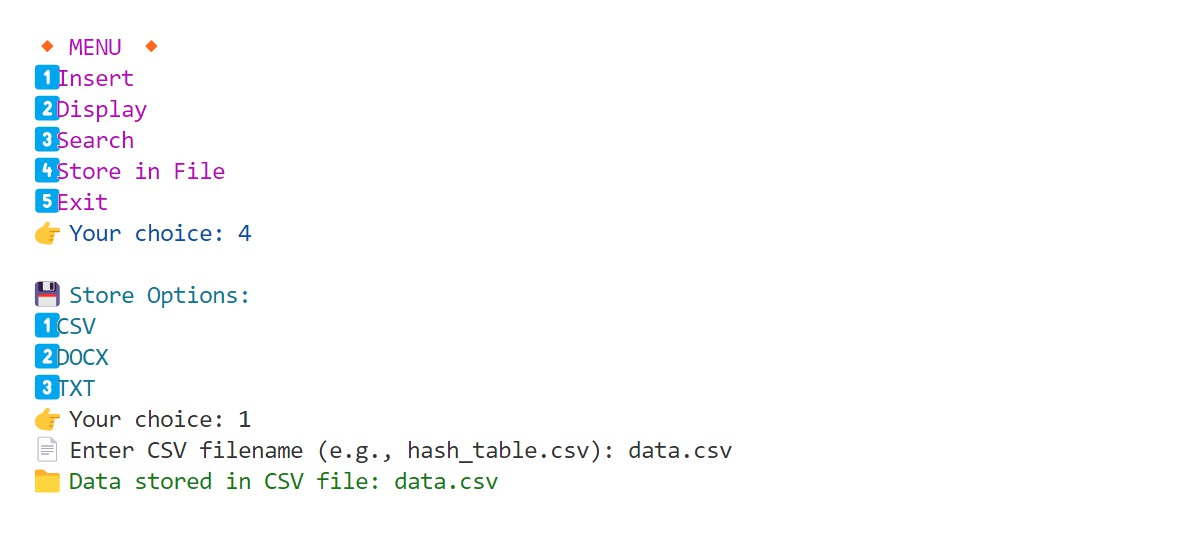 🔸 MENU 🔸
1️⃣Insert
2️⃣Display
3️⃣Search
4️⃣Store in File
5️⃣Exit
👉 Your choice: 4
💾 Store Options:
1️⃣CSV
2️⃣DOCX
3️⃣TXT
👉 Your choice: 1
📄 Enter CSV filename (e.g., hash_table.csv): data.csv
📁 Data stored in CSV file: data.csv